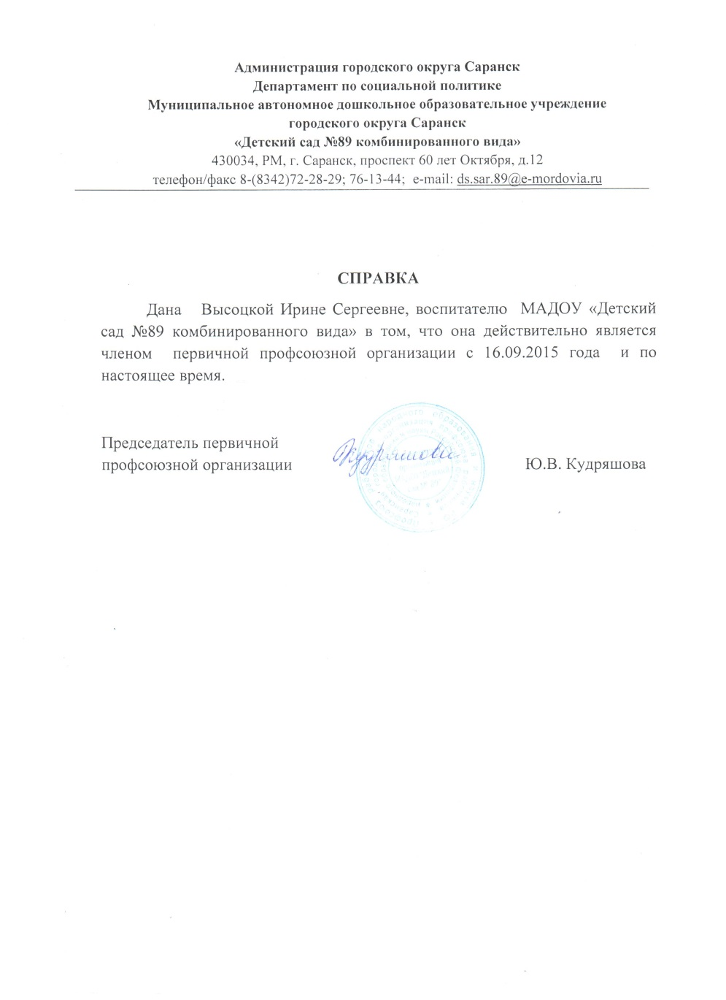 Администрация городского округа Саранск
Департамент по социальной политике
Муниципальное автономное дошкольное образовательное учреждение
городского округа Саранск
«Детский сад №89 комбинированного вида»
430034, РМ, г. Саранск, проспект 60 лет Октября, д.12
телефон/факс 8-(8342)72-28-29; 76-13-44; e-mail: ds.sar.89@e-mordovia.ru
СПРАВКА
Дана Высоцкой Ирине Сергеевне, воспитателю МАДОУ «Детский
сад №89 комбинированного вида» в том, что она действительно является
членом первичной профсоюзной организации с 16.09.2015 года и по
настоящее время.
Председатель первичной
профсоюзной организации
Кудряшова
народного образования и науки
Ю.В. Кудряшова